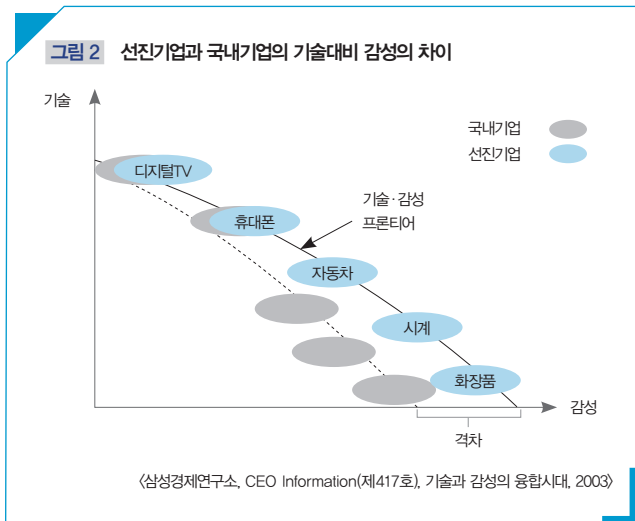 그림 2 선진기업과 국내기업의 기술대비 감성의 차이
기술
국내기업
선진기업
디지털TV
기술·감성
프론티어
휴대폰
자동차
시계
화장품
감성
격차
〈삼성경제연구소, CEO Information(제417호), 기술과 감성의 융합시대, 2003〉